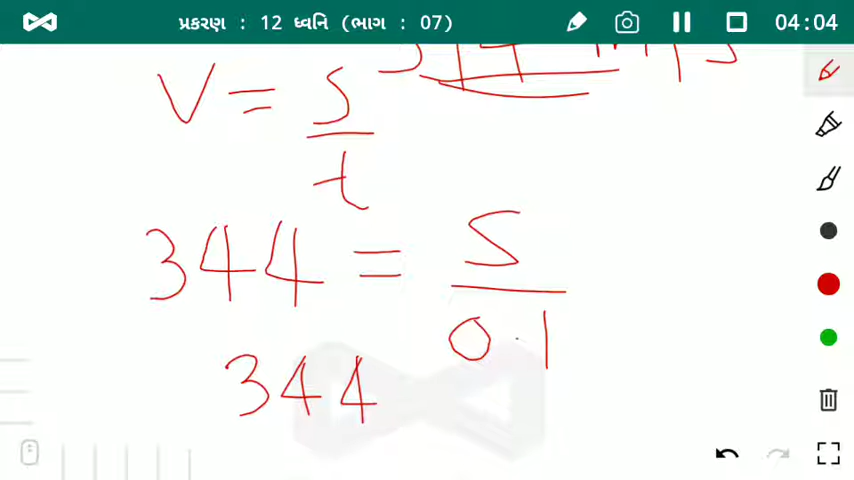 પ્રકરણ : 12 ધ્વનિ (ભાગ : 07) 04:04
V = S/t
344 = S/0.1
344